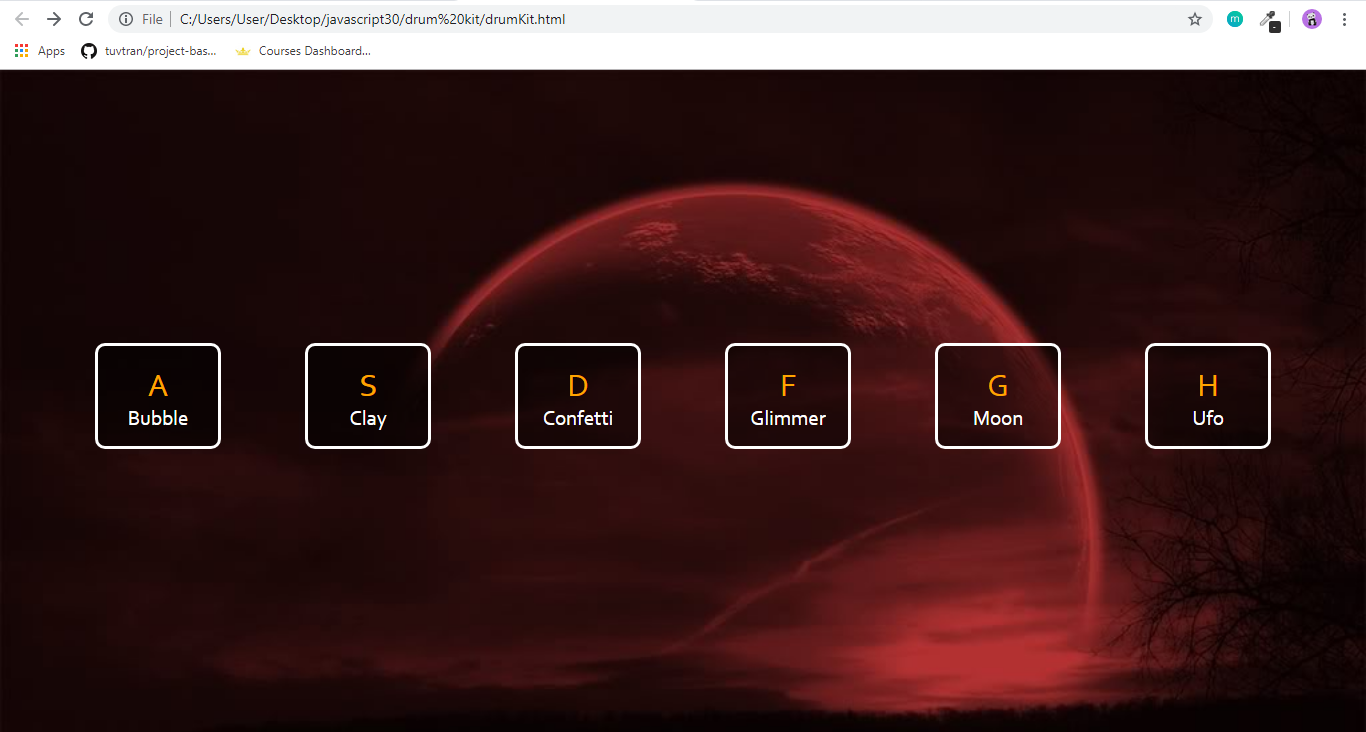 File C:/Users/User/Desktop/javascript30/drum%20kit/drumKit.html
m
-
Apps tuvtran/project-bas... Courses Dashboard...
A S D F G H
Bubble Clay Confetti Glimmer Moon Ufo